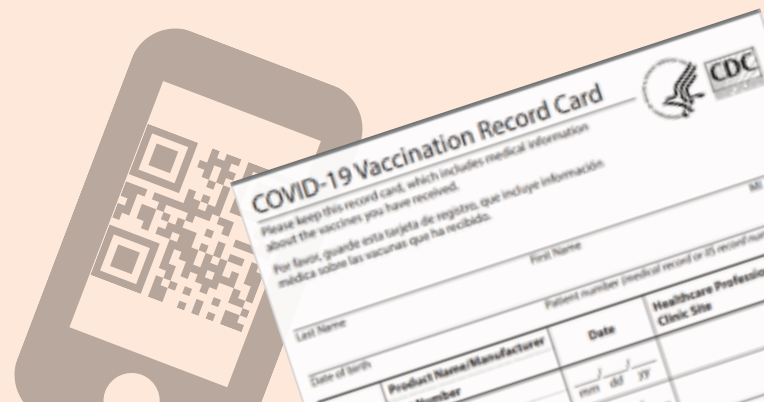 CDC
COVID-19 Vaccination Record Card
Please keep this record card, which includes medical information
about the vaccines you have received.
Por favor, guarde esta tarjeta de registro, que incluye información
médica sobre las vacunas que ha recibido.
Last Name
First Name
MI
Date of birth
Patient number (medical record or IIS record
Product Name/Manufacturer
Number
Date
Healthcare
Clinic Site
mm dd yy